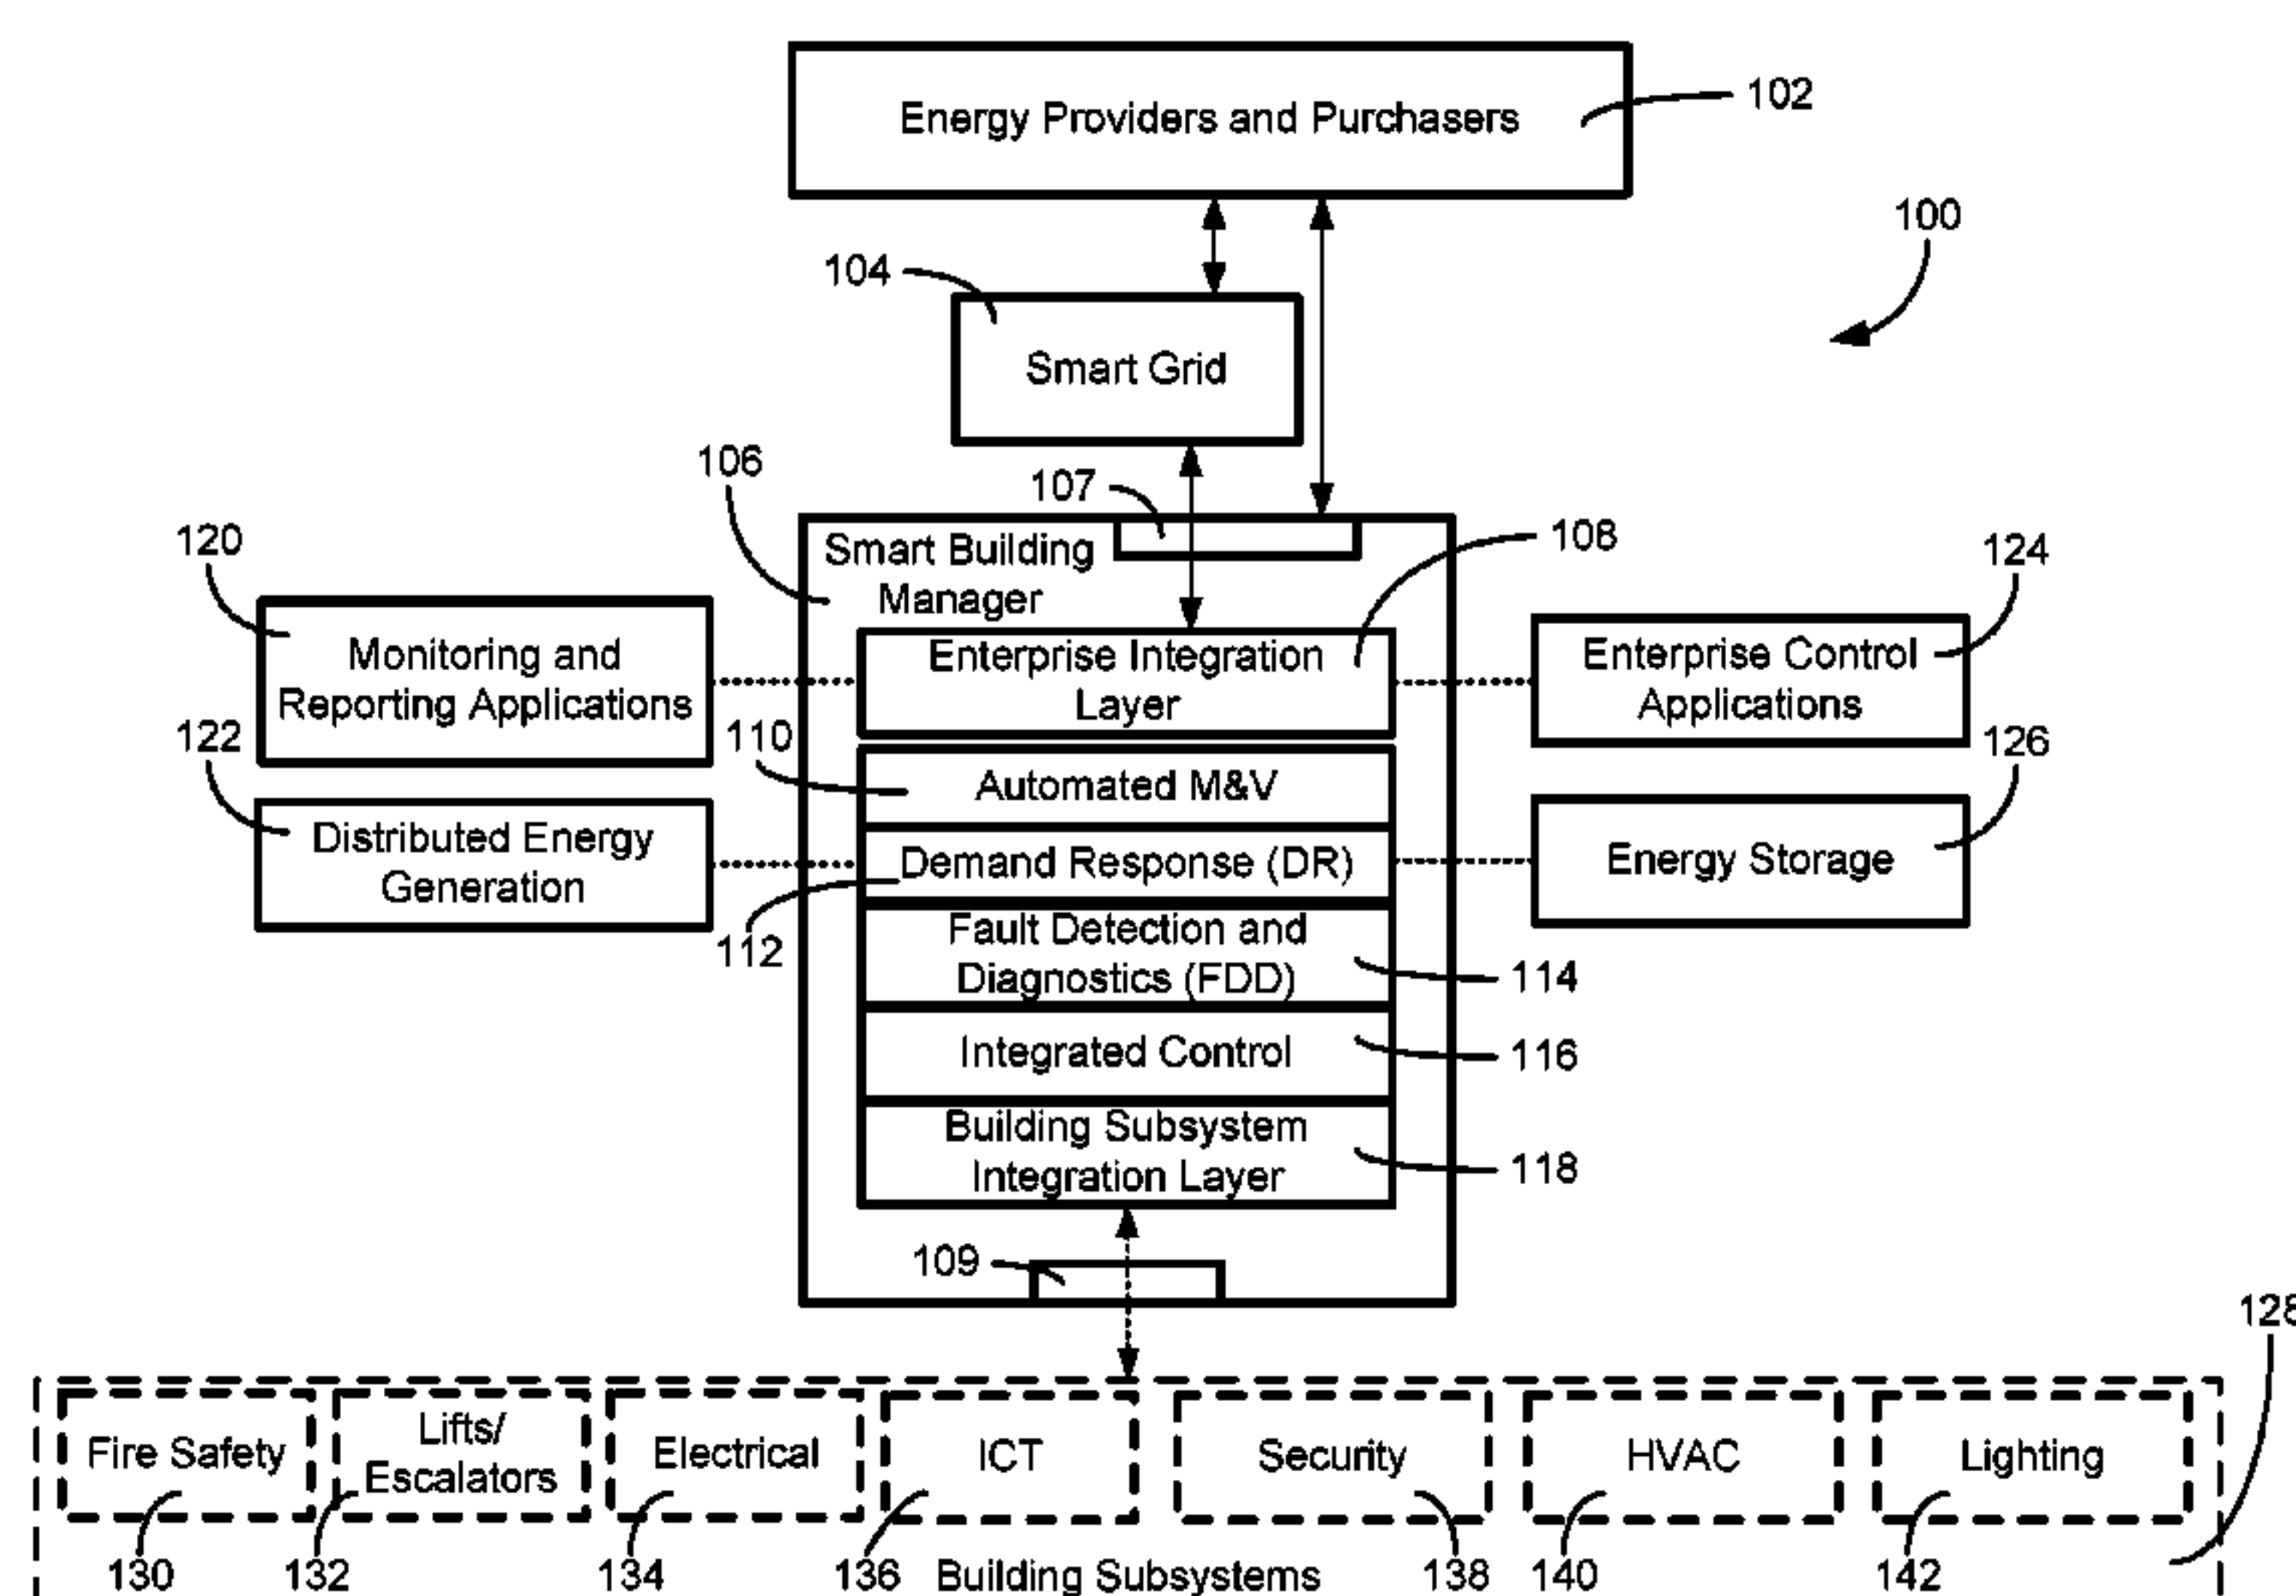 Energy Providers and Purchasers
102
100
104
Smart Grid
106
107
Smart Building
Manager
108
120
124
Monitoring and
Reporting Applications
Enterprise Integration
Layer
Enterprise Control
Applications
122
110
126
Automated M&V
Distributed Energy
Generation
Demand Response (DR)
Energy Storage
112
Fault Detection and
Diagnostics (FDD)
114
Integrated Control
116
Building Subsystem
Integration Layer
118
109
128
Fire Safety
Lifts/
Escalators
Electrical
ICT
Security
HVAC
Lighting
130
132
134
136
Building Subsystems
138
140
142